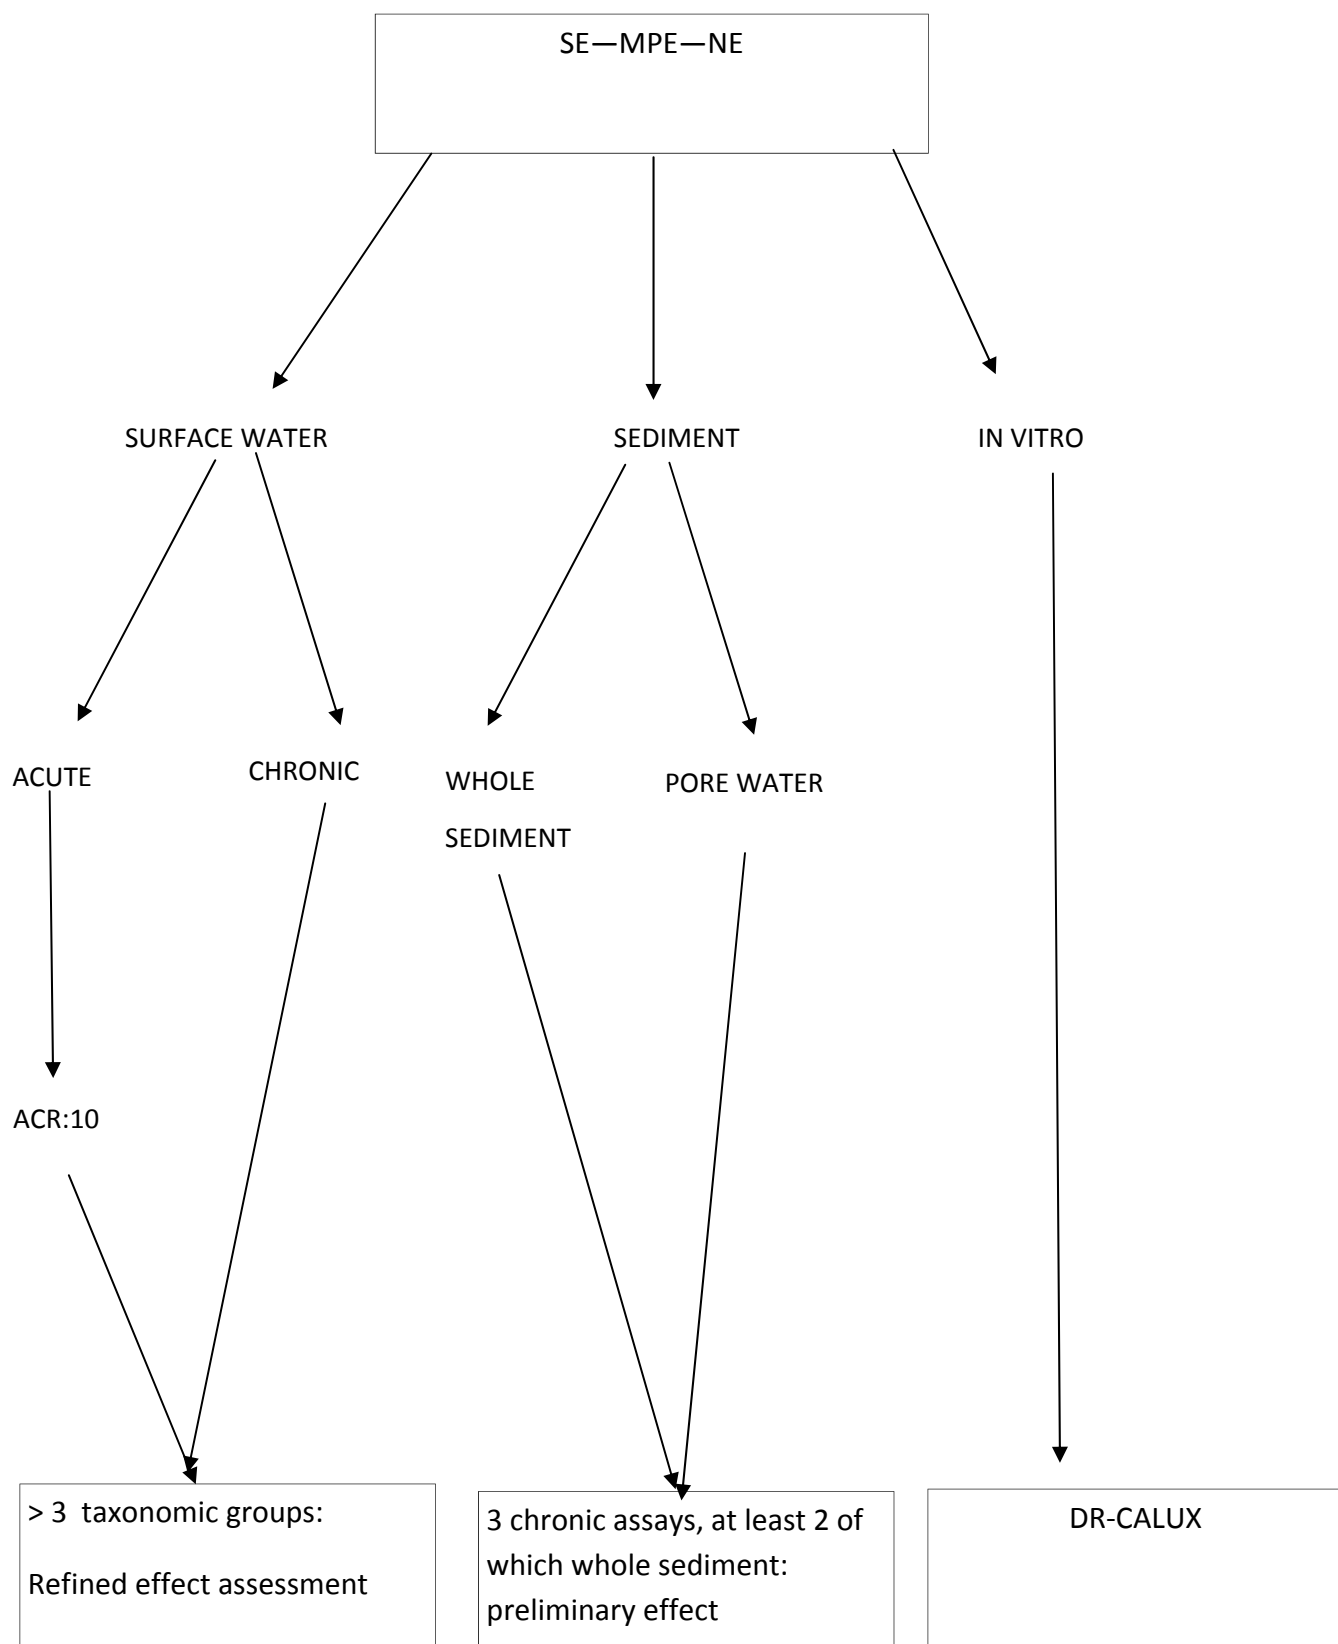 SE—MPE—NE
SURFACE WATER
SEDIMENT
IN VITRO
ACUTE
CHRONIC
WHOLE
SEDIMENT
PORE WATER
ACR:10
> 3  taxonomic groups:
Refined effect assessment
3 chronic assays, at least 2 of
which whole sediment:
preliminary effect
DR-CALUX